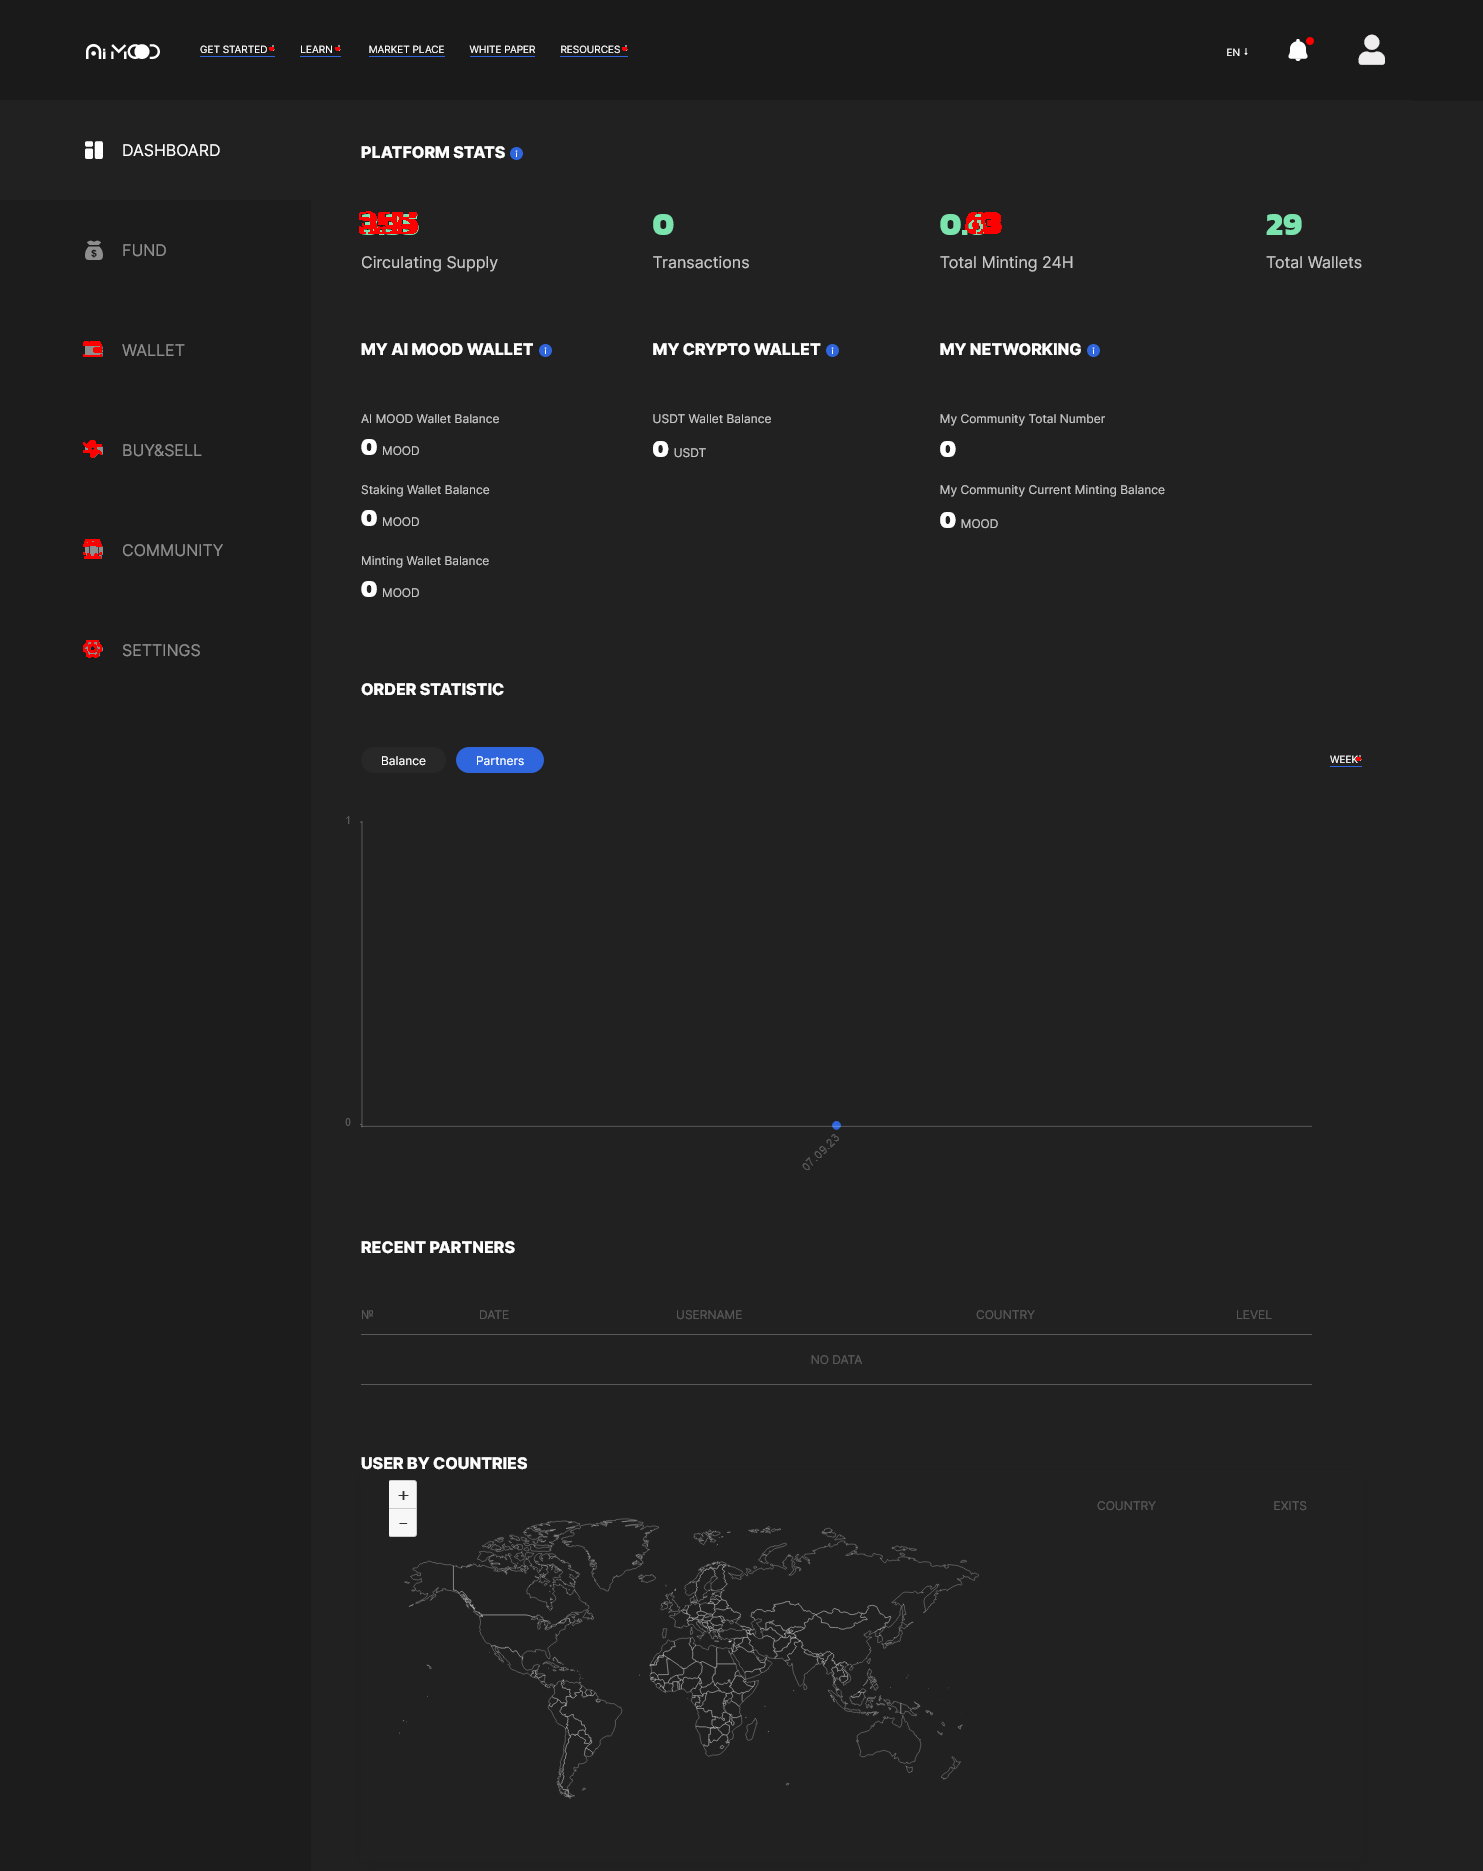 Ai MOOD
GET STARTED
LEARN
MARKET PLACE
WHITE PAPER
RESOURCES
EN
DASHBOARD
FUND
WALLET
BUY&SELL
COMMUNITY
SETTINGS
PLATFORM STATS
Circulating Supply
0
Transactions
Total Minting 24H
29
Total Wallets
MY AI MOOD WALLET
AI MOOD Wallet Balance
0 MOOD
Staking Wallet Balance
0 MOOD
Minting Wallet Balance
0 MOOD
MY CRYPTO WALLET
USDT Wallet Balance
0 USDT
MY NETWORKING
My Community Total Number
0
My Community Current Minting Balance
0 MOOD
ORDER STATISTIC
Balance
Partners
WEEK
1
0
07.09.23
RECENT PARTNERS
№ DATE USERNAME COUNTRY LEVEL
NO DATA
USER BY COUNTRIES
+
−
COUNTRY EXITS